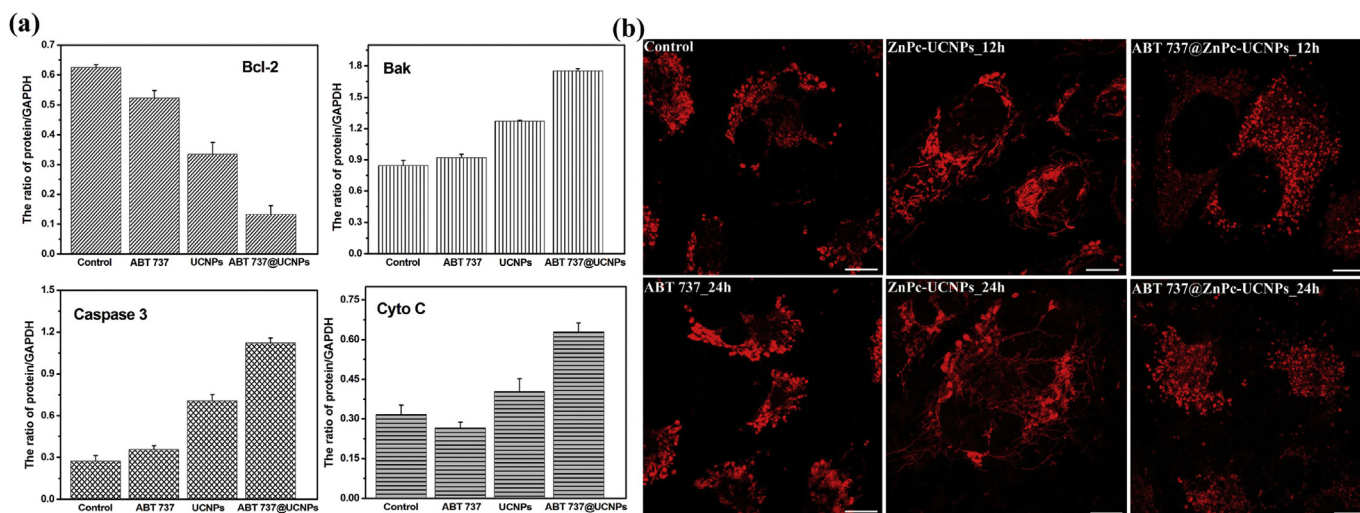 (a)
The ratio of protein/GAPDH
0.7
0.6
0.5
0.4
0.3
0.2
0.1
0.0
Bcl-2
Control ABT 737 UCNPs ABT 737@UCNPs
The ratio of protein/GAPDH
1.8
1.5
1.2
0.9
0.6
0.3
0.0
Bak
Control ABT 737 UCNPs ABT 737@UCNPs
The ratio of protein/GAPDH
1.5
1.2
0.9
0.6
0.3
0.0
Caspase 3
Control ABT 737 UCNPs ABT 737@UCNPs
The ratio of protein/GAPDH
0.75
0.60
0.45
0.30
0.15
0.00
Cyto C
Control ABT 737 UCNPs ABT 737@UCNPs
(b)
Control
ZnPc-UCNPs_12h
ABT 737@ZnPc-UCNPs_12h
ABT 737_24h
ZnPc-UCNPs_24h
ABT 737@ZnPc-UCNPs_24h